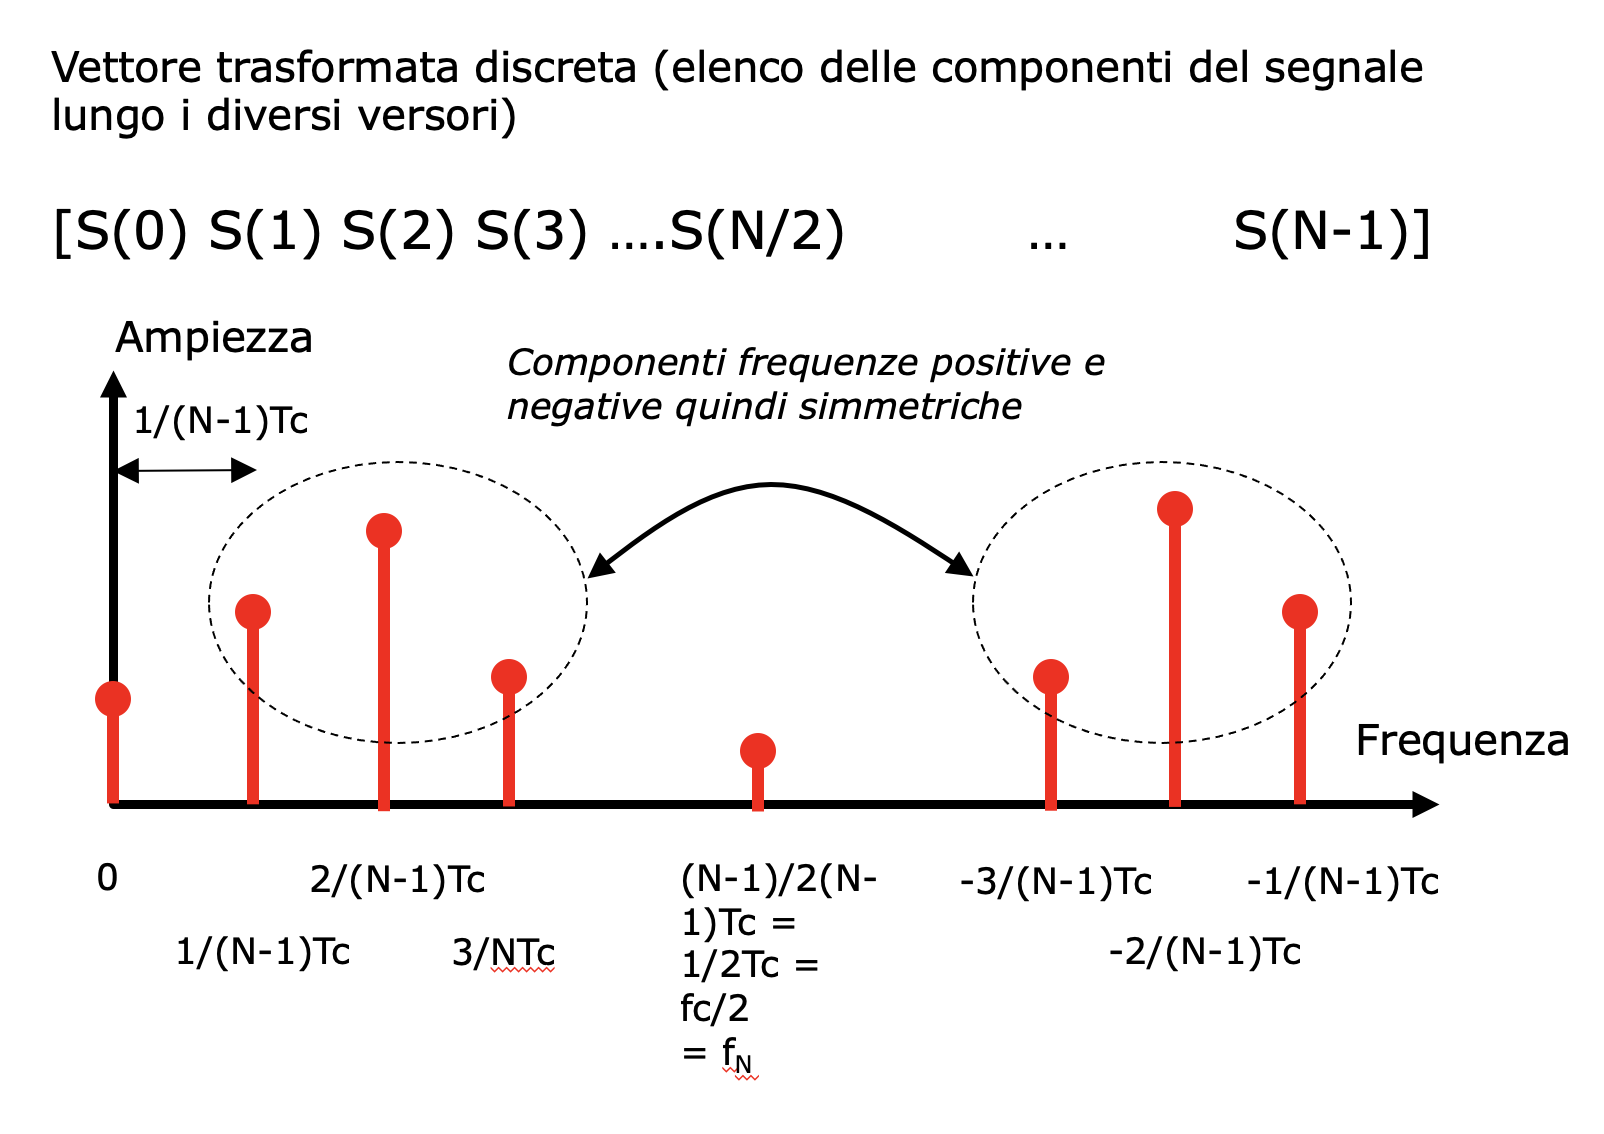 Vettore trasformata discreta (elenco delle componenti del segnale
lungo i diversi versori)
[S(0) S(1) S(2) S(3) ....S(N/2) ... S(N-1)]
Ampiezza
Componenti frequenze positive e
negative quindi simmetriche
1/(N-1)Tc
Frequenza
0
2/(N-1)Tc
(N-1)/2(N-
1)Tc =
1/2Tc =
fc/2
= fN
-3/(N-1)Tc
-1/(N-1)Tc
1/(N-1)Tc
3/NTc
-2/(N-1)Tc